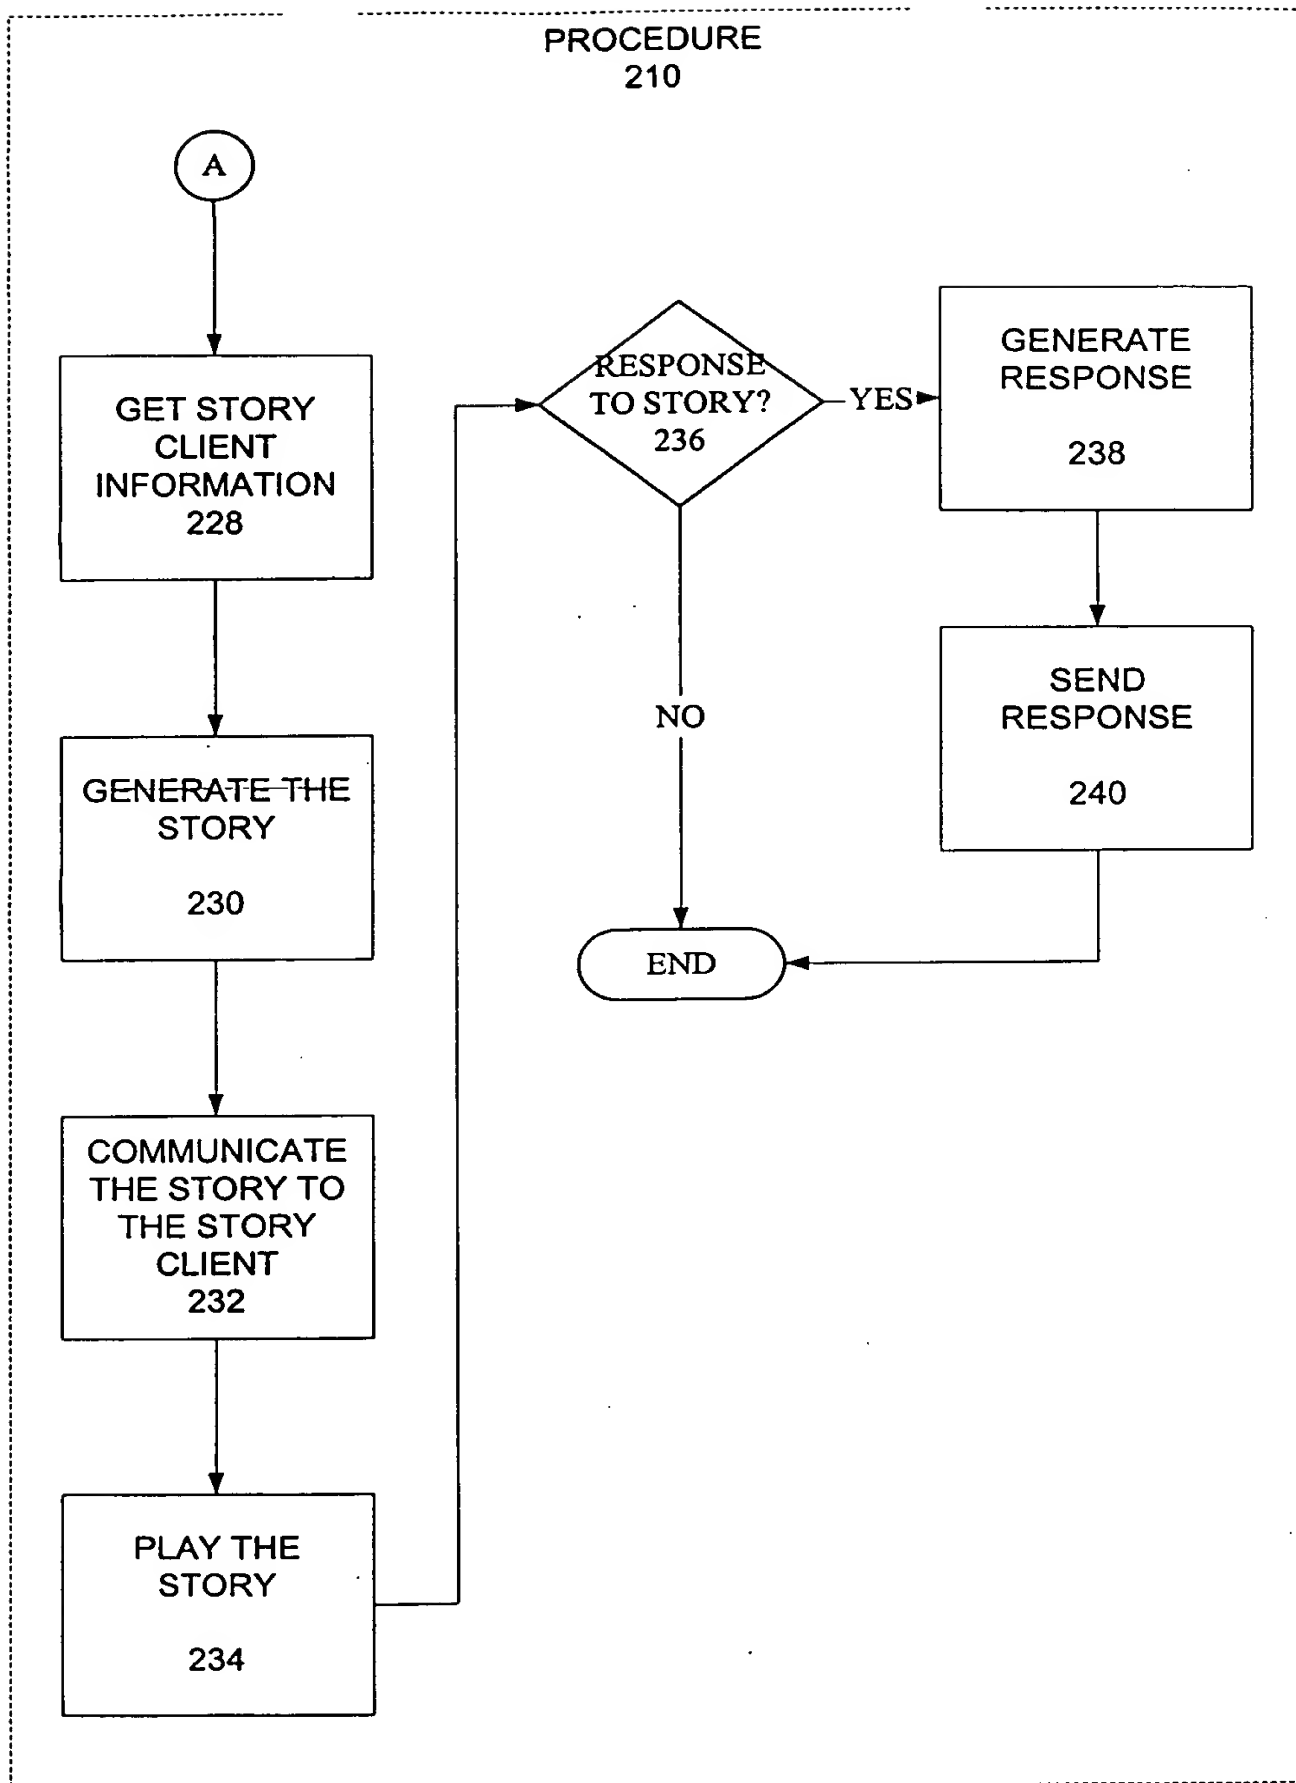 PROCEDURE
210
A
GET STORY
CLIENT
INFORMATION
228
GENERATE THE
STORY
230
COMMUNICATE
THE STORY TO
THE STORY
CLIENT
232
PLAY THE
STORY
234
RESPONSE
TO STORY?
236
YES
NO
GENERATE
RESPONSE
238
SEND
RESPONSE
240
END